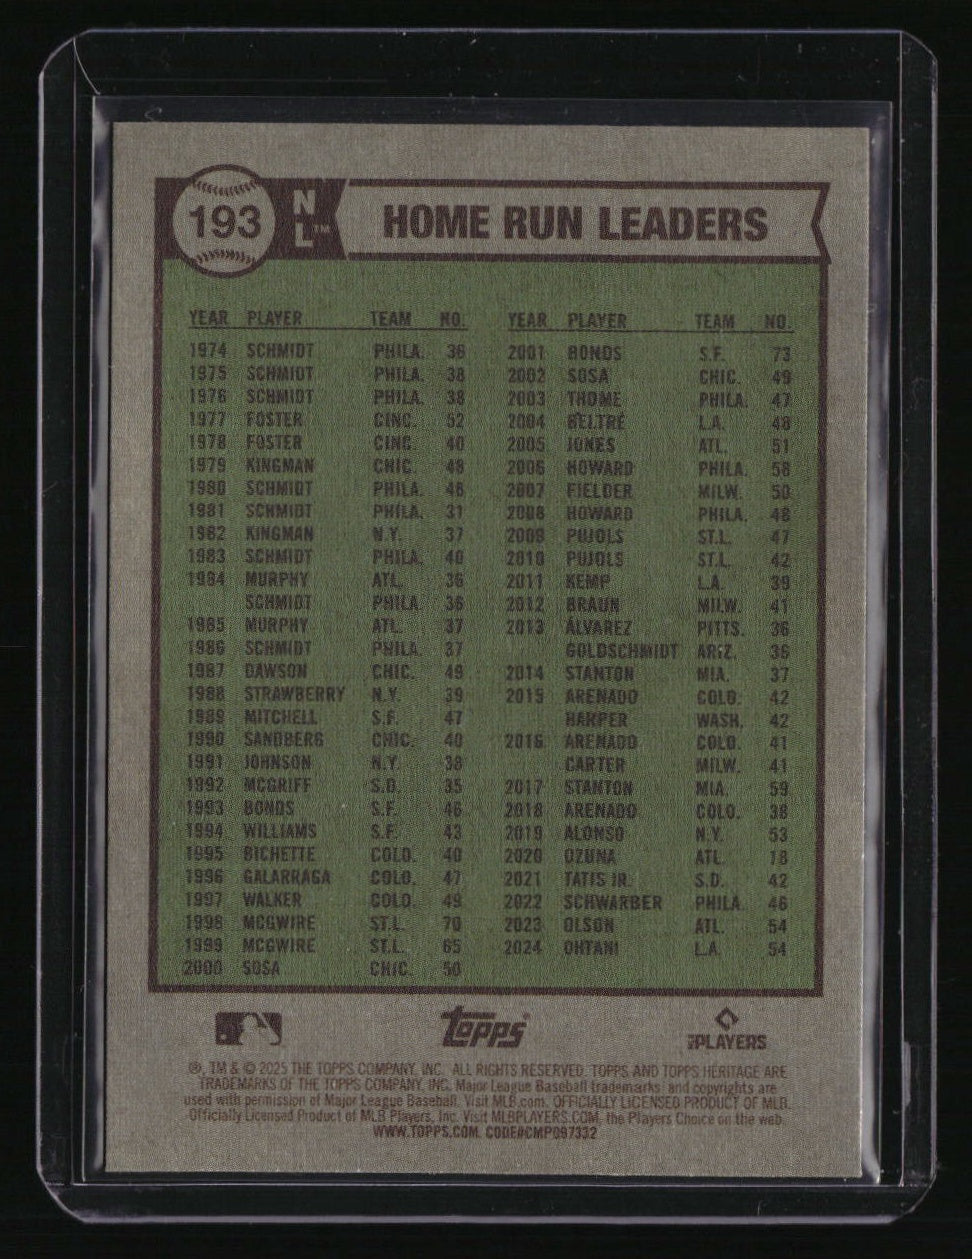 193 NL™ HOME RUN LEADERS
YEAR PLAYER TEAM NO.
1974 SCHMIDT PHILA. 36
1975 SCHMIDT PHILA. 38
1976 SCHMIDT PHILA. 38
1977 FOSTER CINC. 52
1978 FOSTER CINC. 40
1979 KINGMAN CHIC. 48
1980 SCHMIDT PHILA. 48
1981 SCHMIDT PHILA. 31
1982 KINGMAN N.Y. 37
1983 SCHMIDT PHILA. 40
1984 MURPHY ATL. 36
SCHMIDT PHILA. 36
1985 MURPHY ATL. 37
1986 SCHMIDT PHILA. 37
1987 DAWSON CHIC. 49
1988 STRAWBERRY N.Y. 39
1989 MITCHELL S.F. 47
1990 SANDBERG CHIC. 40
1991 JOHNSON N.Y. 38
1992 MCGRIFF S.D. 35
1993 BONDS S.F. 46
1994 WILLIAMS S.F. 43
1995 BICHETTE COLO. 40
1996 GALARRAGA COLO. 47
1997 WALKER COLO. 49
1998 MCGWIRE ST.L. 70
1999 MCGWIRE ST.L. 65
2000 SOSA CHIC. 50
YEAR PLAYER TEAM NO.
2001 BONDS S.F. 73
2002 SOSA CHIC. 49
2003 THOME PHILA. 47
2004 BELTRÉ L.A. 48
2005 JONES ATL. 51
2006 HOWARD PHILA. 58
2007 FIELDER MILW. 50
2008 HOWARD PHILA. 48
2009 PUJOLS ST.L. 47
2010 PUJOLS ST.L. 42
2011 KEMP L.A. 39
2012 BRAUN MILW. 41
2013 ÁLVAREZ PITTS. 36
GOLDSCHMIDT ARIZ. 36
2014 STANTON MIA. 37
2015 ARENADO COLO. 42
HARPER WASH. 42
2016 ARENADO COLO. 41
CARTER MILW. 41
2017 STANTON MIA. 59
2018 ARENADO COLO. 38
2019 ALONSO N.Y. 53
2020 OZUNA ATL. 18
2021 TATIS JR. S.D. 42
2022 SCHWARBER PHILA. 46
2023 OLSON ATL. 54
2024 OHTANI L.A. 54
Topps® PLAYERS
®, TM & © 2025 THE TOPPS COMPANY, INC. ALL RIGHTS RESERVED. TOPPS AND TOPPS HERITAGE ARE
TRADEMARKS OF THE TOPPS COMPANY, INC. Major League Baseball trademarks and copyrights are
used with permission of Major League Baseball. Visit MLB.com. OFFICIALLY LICENSED PRODUCT OF MLB.
Officially Licensed Product of MLB Players, Inc. Visit MLBPLAYERS.COM, the Players Choice on the web.
WWW.TOPPS.COM. CODE#CMP097332